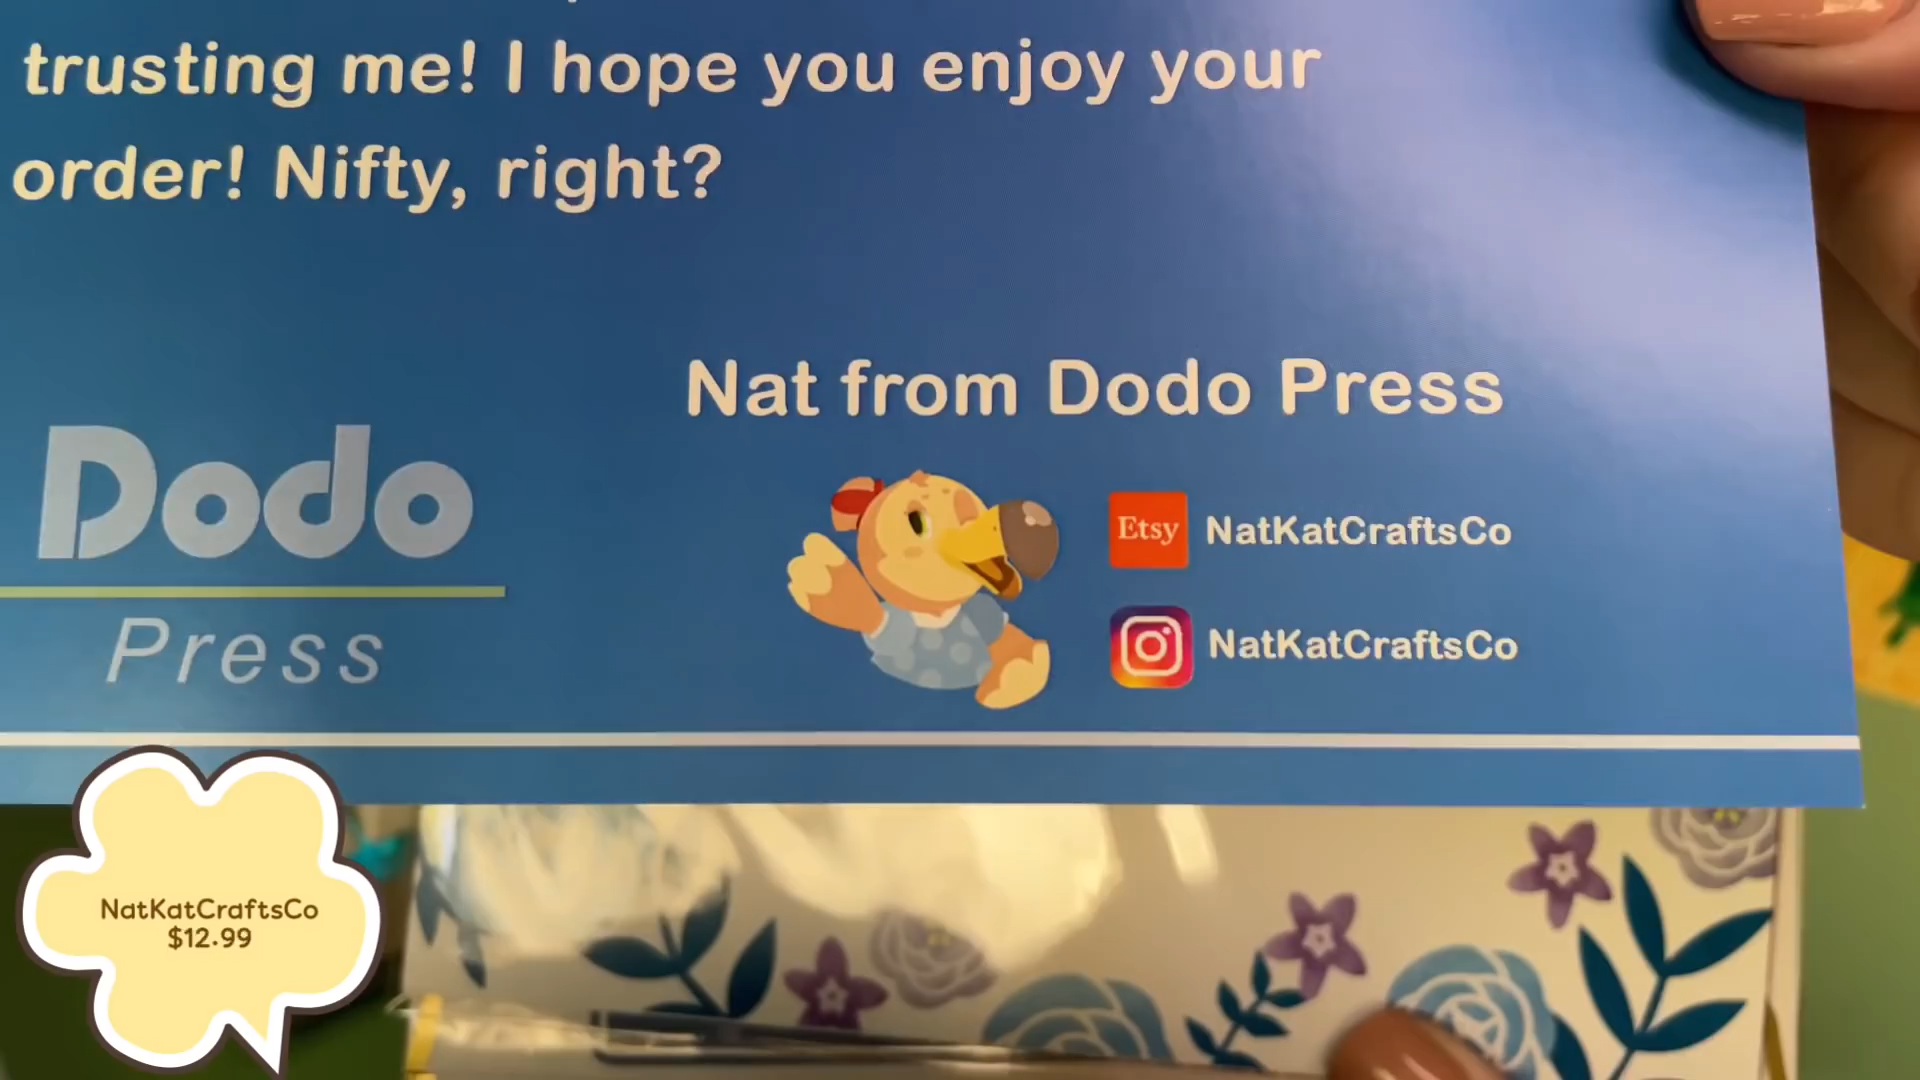 trusting me! I hope you enjoy your
order! Nifty, right?
Nat from Dodo Press
Dodo
Press
Etsy NatKatCraftsCo
NatKatCraftsCo
NatKatCraftsCo
$12.99